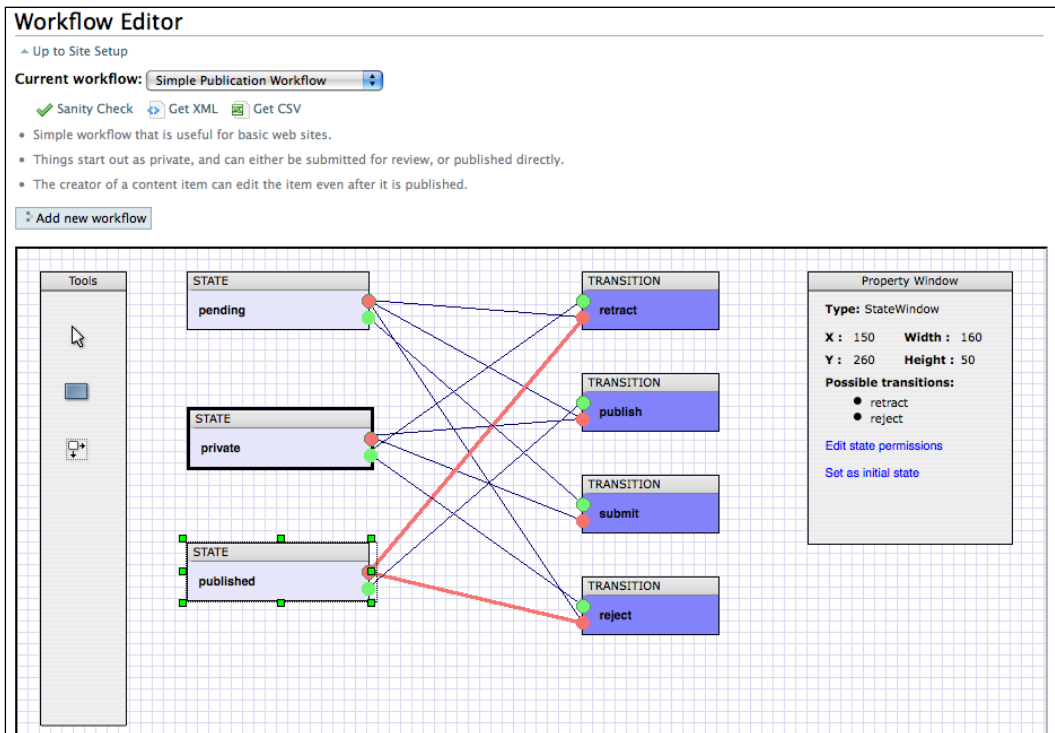 Workflow Editor
Up to Site Setup
Current workflow: Simple Publication Workflow
Sanity Check Get XML Get CSV
• Simple workflow that is useful for basic web sites.
• Things start out as private, and can either be submitted for review, or published directly.
• The creator of a content item can edit the item even after it is published.
Add new workflow
Tools
STATE
pending
STATE
private
STATE
published
TRANSITION
retract
TRANSITION
publish
TRANSITION
submit
TRANSITION
reject
Property Window
Type: StateWindow
X : 150 Width : 160
Y : 260 Height : 50
Possible transitions:
• retract
• reject
Edit state permissions
Set as initial state